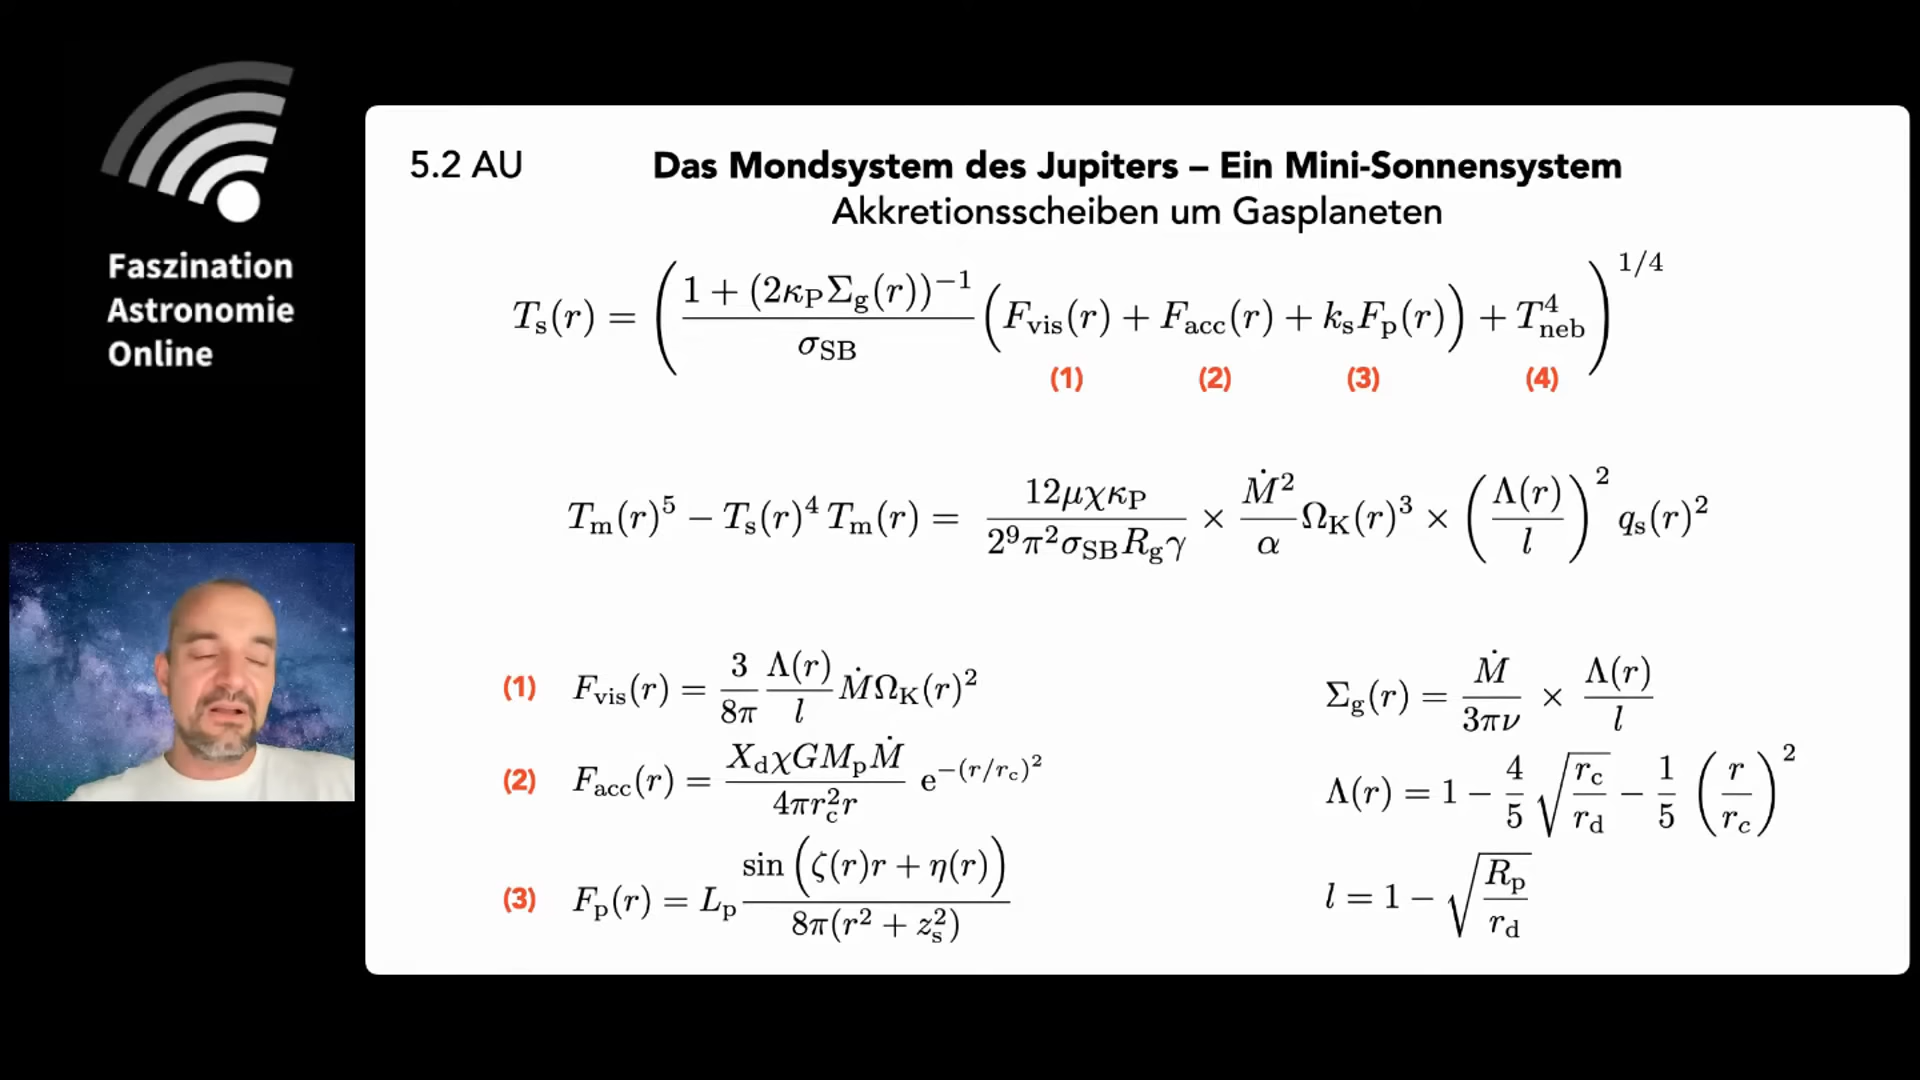 Faszination
Astronomie
Online
5.2 AU
Das Mondsystem des Jupiters – Ein Mini-Sonnensystem
Akkretionsscheiben um Gasplaneten
T_s(r) = ( (1 + (2κ_P Σ_g(r))^{-1}) / σ_SB ( F_vis(r) + F_acc(r) + k_s F_p(r) ) + T_neb^4 )^{1/4}
(1) (2) (3) (4)
T_m(r)^5 − T_s(r)^4 T_m(r) = 12μχκ_P / (2^9 π^2 σ_SB R_g γ) × Ṁ^2/α Ω_K(r)^3 × ( Λ(r)/l )^2 q_s(r)^2
(1) F_vis(r) = 3/(8π) Λ(r)/l Ṁ Ω_K(r)^2
(2) F_acc(r) = X_d χ G M_p Ṁ / (4π r_c^2 r) e^{−(r/r_c)^2}
(3) F_p(r) = L_p sin( ζ(r)r + η(r) ) / (8π(r^2 + z_s^2))
Σ_g(r) = Ṁ/(3πν) × Λ(r)/l
Λ(r) = 1 − 4/5 √(r_c/r_d) − 1/5 ( r/r_c )^2
l = 1 − √(R_p/r_d)